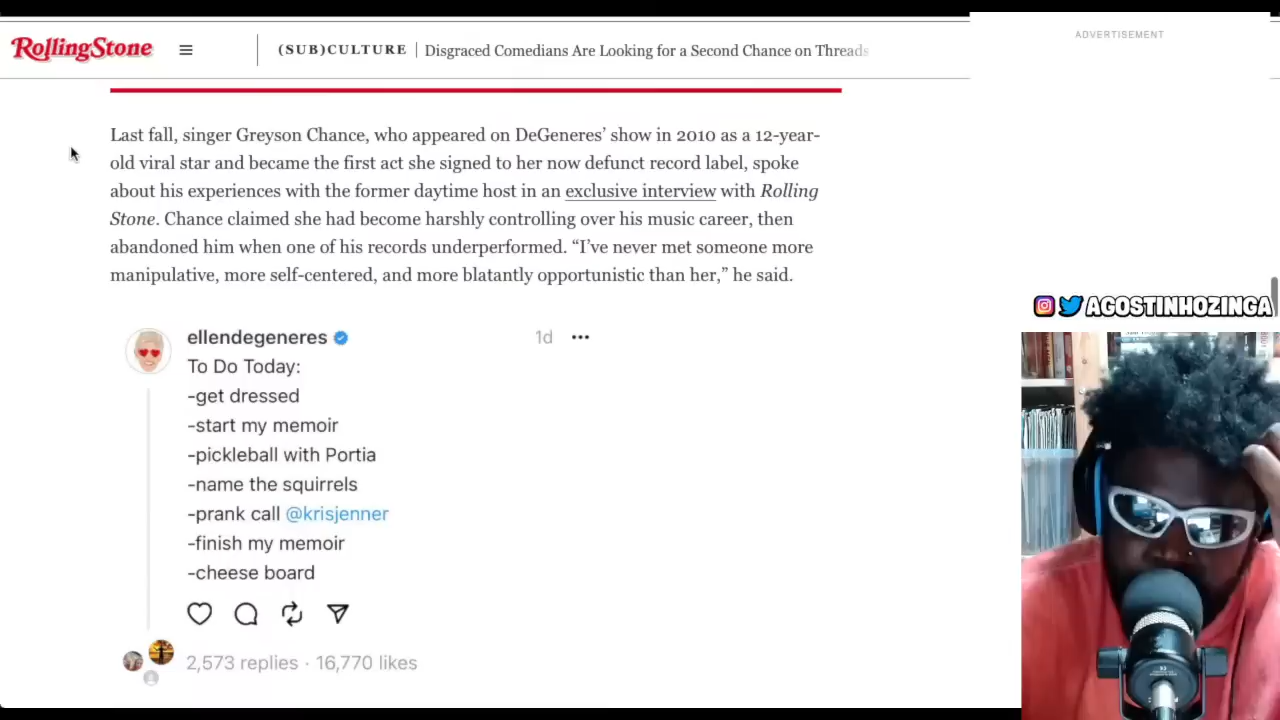 RollingStone
(SUB)CULTURE | Disgraced Comedians Are Looking for a Second Chance on Threads
ADVERTISEMENT
Last fall, singer Greyson Chance, who appeared on DeGeneres’ show in 2010 as a 12-year-
old viral star and became the first act she signed to her now defunct record label, spoke
about his experiences with the former daytime host in an exclusive interview with Rolling
Stone. Chance claimed she had become harshly controlling over his music career, then
abandoned him when one of his records underperformed. “I’ve never met someone more
manipulative, more self-centered, and more blatantly opportunistic than her,” he said.
AGOSTINHOZINGA
ellendegeneres 1d
To Do Today:
-get dressed
-start my memoir
-pickleball with Portia
-name the squirrels
-prank call @krisjenner
-finish my memoir
-cheese board
2,573 replies · 16,770 likes